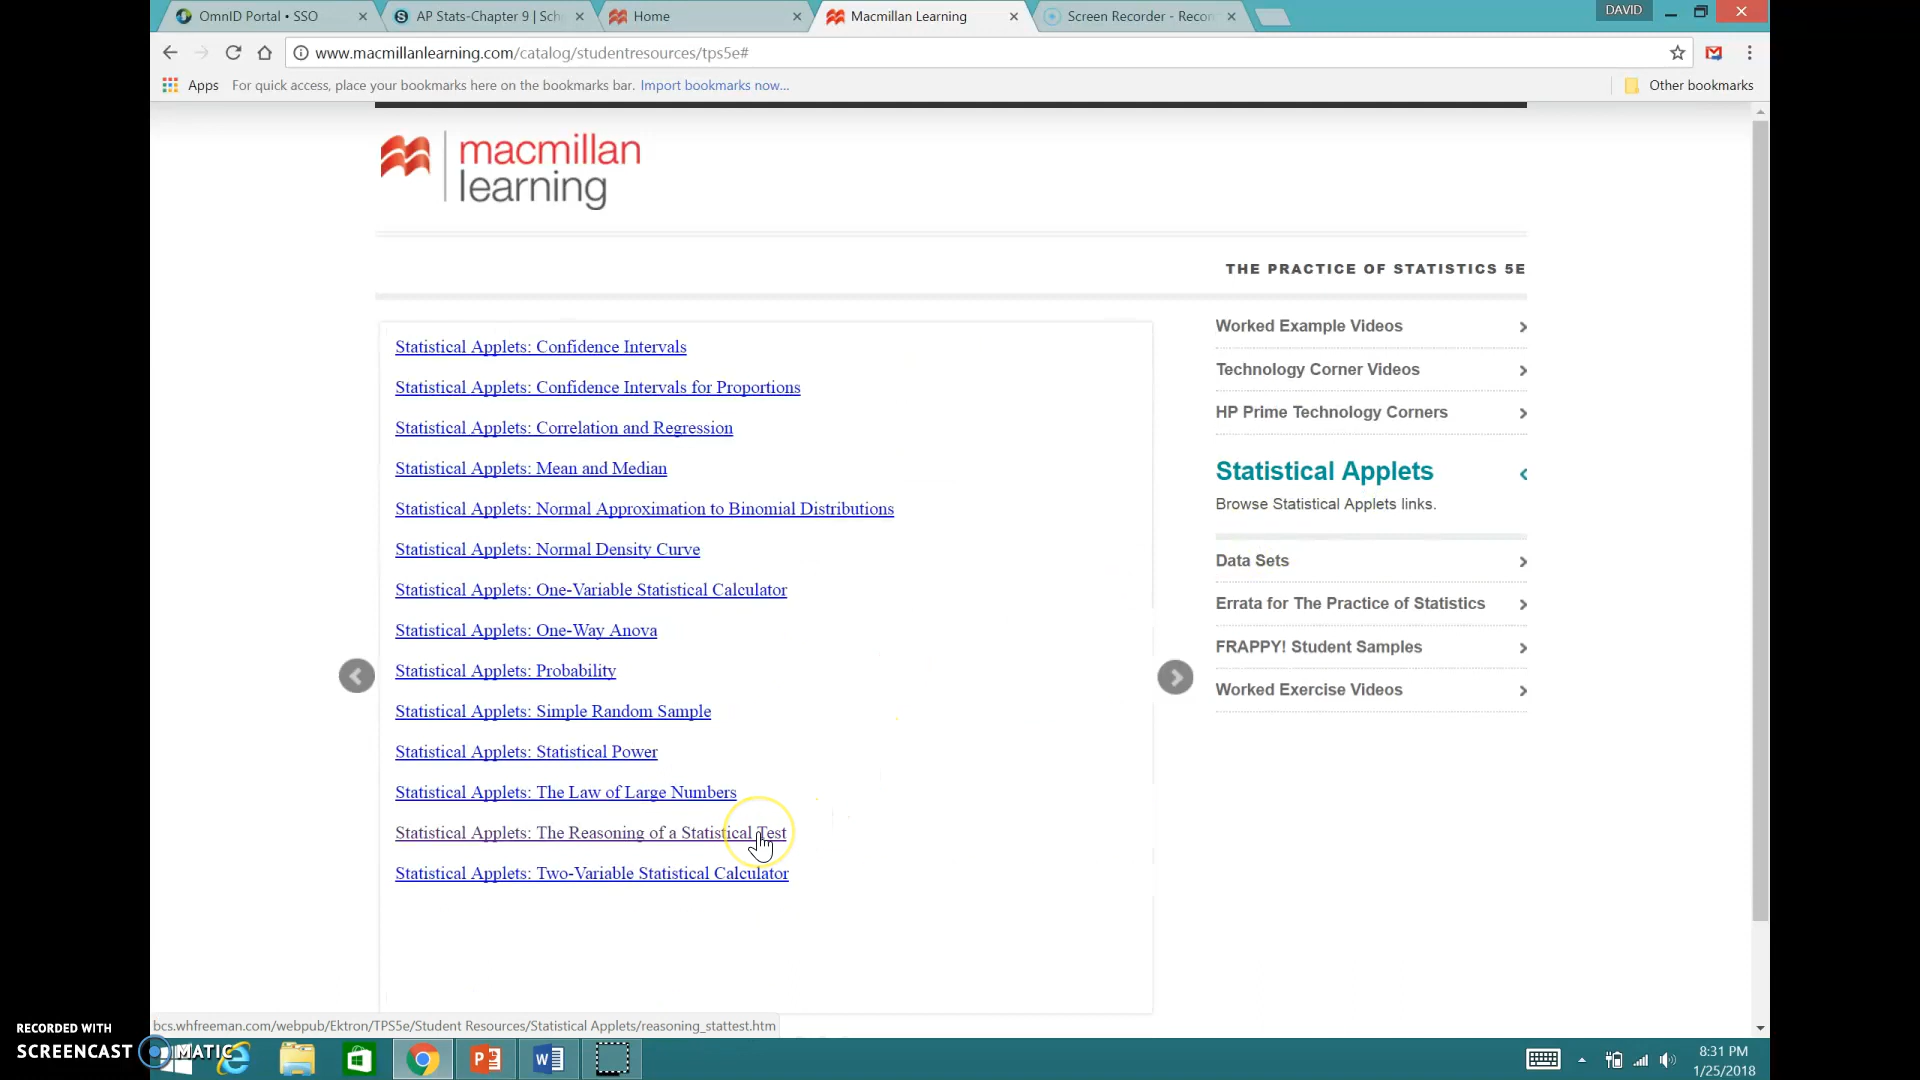 OmnID Portal • SSO
AP Stats-Chapter 9 | Sch
Home
Macmillan Learning
Screen Recorder - Recor
DAVID
www.macmillanlearning.com/catalog/studentresources/tps5e#
Apps
For quick access, place your bookmarks here on the bookmarks bar. Import bookmarks now...
Other bookmarks
macmillan
learning
THE PRACTICE OF STATISTICS 5E
Statistical Applets: Confidence Intervals
Statistical Applets: Confidence Intervals for Proportions
Statistical Applets: Correlation and Regression
Statistical Applets: Mean and Median
Statistical Applets: Normal Approximation to Binomial Distributions
Statistical Applets: Normal Density Curve
Statistical Applets: One-Variable Statistical Calculator
Statistical Applets: One-Way Anova
Statistical Applets: Probability
Statistical Applets: Simple Random Sample
Statistical Applets: Statistical Power
Statistical Applets: The Law of Large Numbers
Statistical Applets: The Reasoning of a Statistical Test
Statistical Applets: Two-Variable Statistical Calculator
Worked Example Videos
Technology Corner Videos
HP Prime Technology Corners
Statistical Applets
Browse Statistical Applets links.
Data Sets
Errata for The Practice of Statistics
FRAPPY! Student Samples
Worked Exercise Videos
bcs.whfreeman.com/webpub/Ektron/TPS5e/Student Resources/Statistical Applets/reasoning_stattest.htm
RECORDED WITH
SCREENCAST MATIC
8:31 PM
1/25/2018